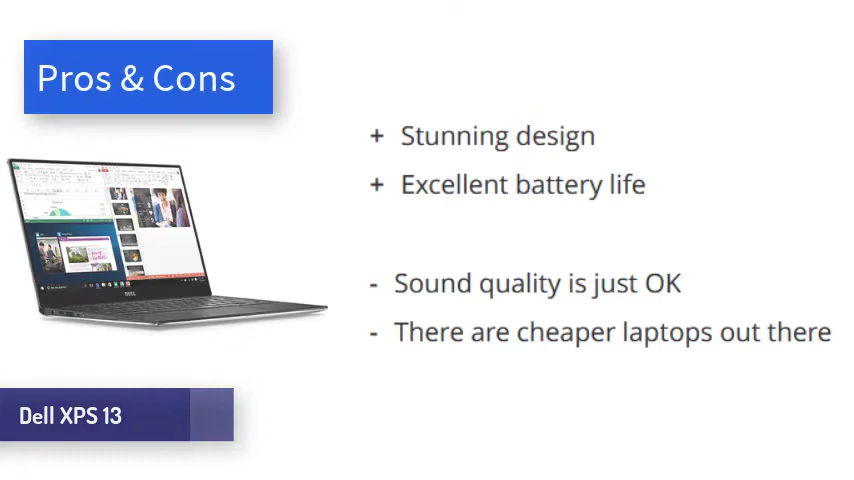 Pros & Cons
+ Stunning design
+ Excellent battery life
- Sound quality is just OK
- There are cheaper laptops out there
DELL
Dell XPS 13